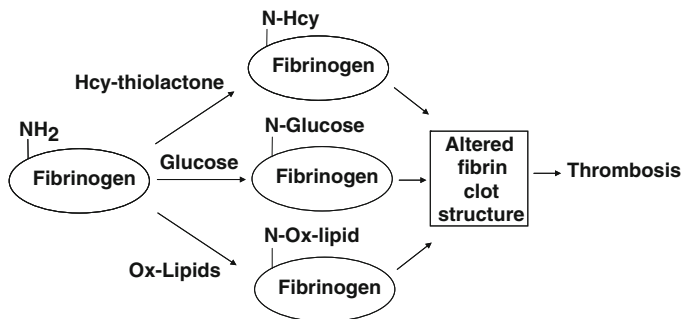 N-Hcy
Fibrinogen
Hcy-thiolactone
NH2
Fibrinogen
Glucose
N-Glucose
Fibrinogen
Altered
fibrin
clot
structure
Thrombosis
Ox-Lipids
N-Ox-lipid
Fibrinogen